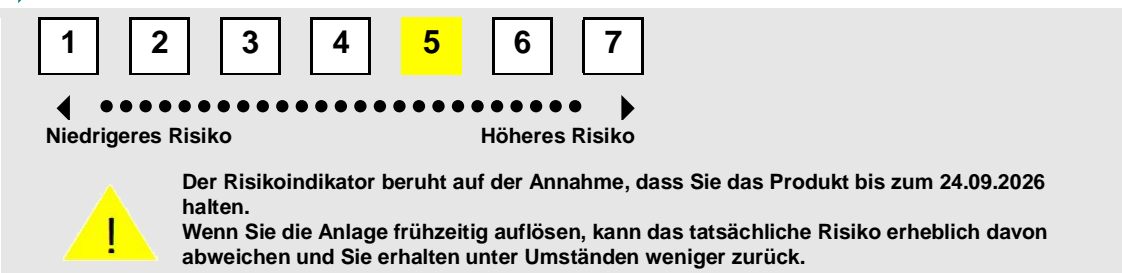 1 2 3 4 5 6 7
Niedrigeres Risiko Höheres Risiko
Der Risikoindikator beruht auf der Annahme, dass Sie das Produkt bis zum 24.09.2026
halten.
! Wenn Sie die Anlage frühzeitig auflösen, kann das tatsächliche Risiko erheblich davon
abweichen und Sie erhalten unter Umständen weniger zurück.